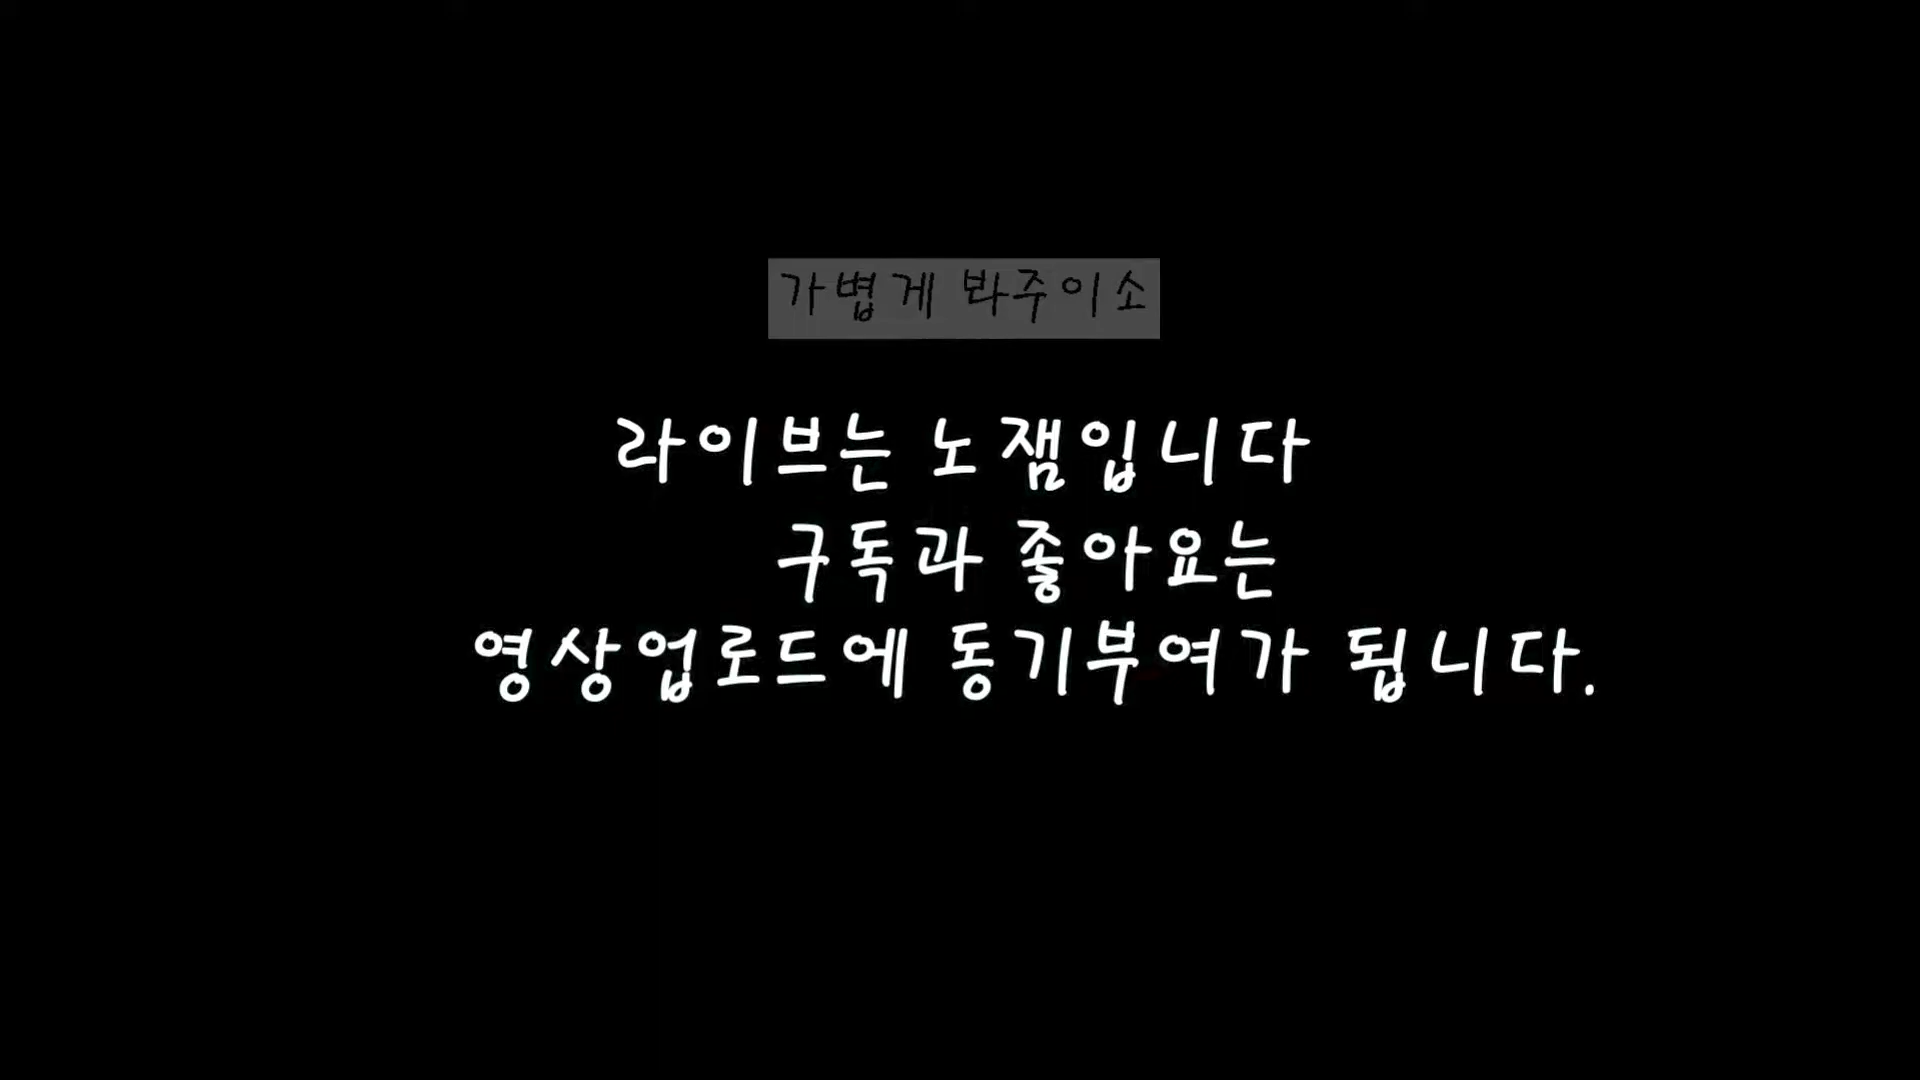 가볍게 봐주이소
라이브는 노잼입니다
구독과 좋아요는
영상업로드에 동기부여가 됩니다.